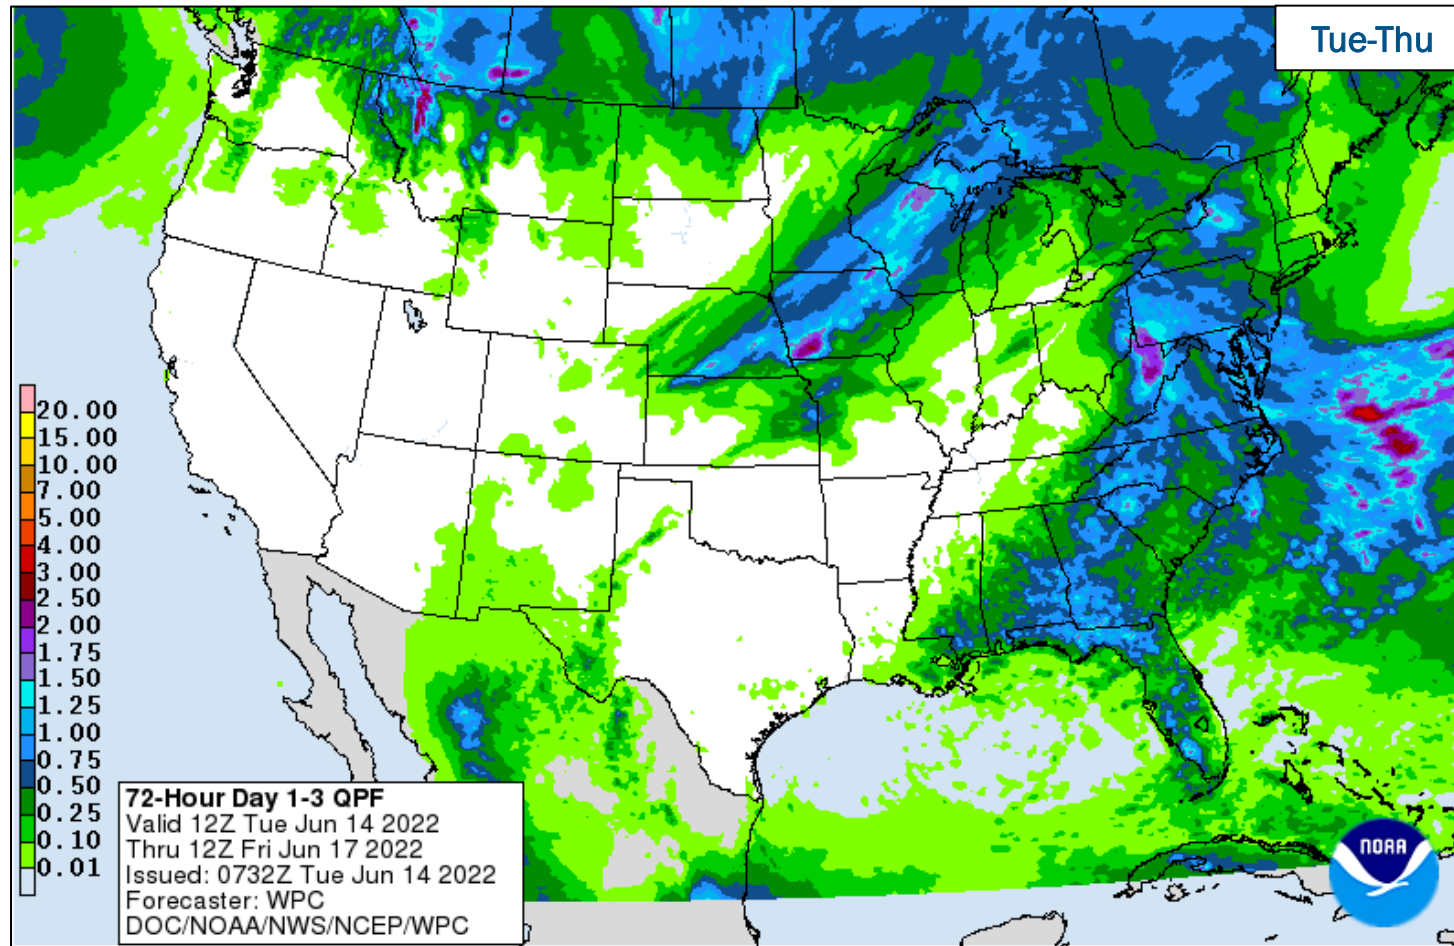 Tue-Thu
20.00
15.00
10.00
7.00
5.00
4.00
3.00
2.50
2.00
1.75
1.50
1.25
1.00
0.75
0.50
0.25
0.10
0.01
72-Hour Day 1-3 QPF
Valid 12Z Tue Jun 14 2022
Thru 12Z Fri Jun 17 2022
Issued: 0732Z Tue Jun 14 2022
Forecaster: WPC
DOC/NOAA/NWS/NCEP/WPC
NOAA